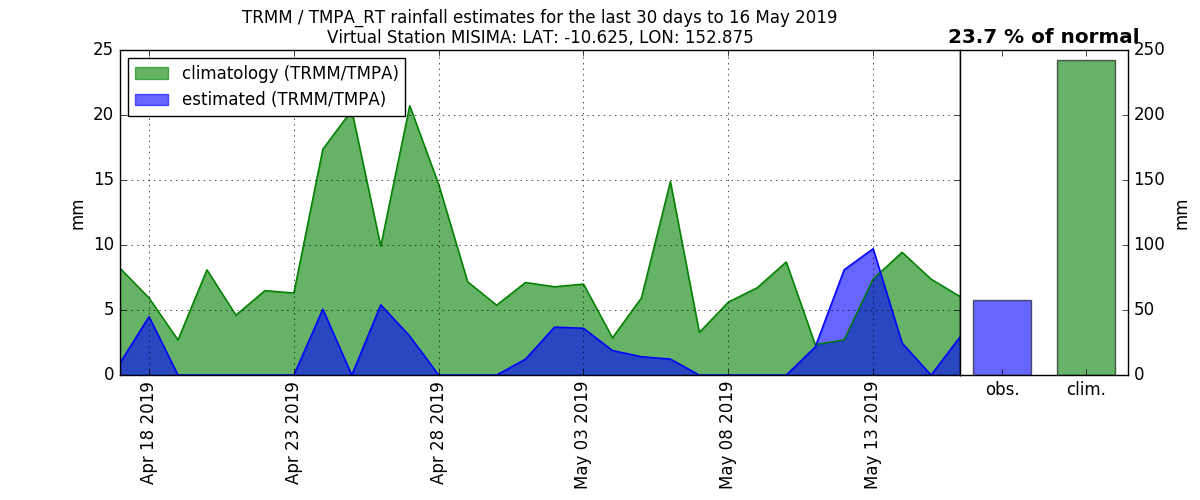 TRMM / TMPA_RT rainfall estimates for the last 30 days to 16 May 2019
Virtual Station MISIMA: LAT: -10.625, LON: 152.875
23.7 % of normal
climatology (TRMM/TMPA)
estimated (TRMM/TMPA)
25
20
15
10
5
0
mm
250
200
150
100
50
0
mm
Apr 18 2019
Apr 23 2019
Apr 28 2019
May 03 2019
May 08 2019
May 13 2019
obs.
clim.